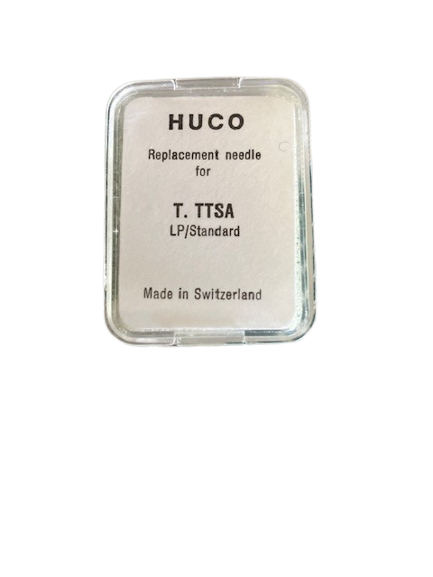 HUCO
Replacement needle
for
T. TTSA
LP/Standard
Made in Switzerland